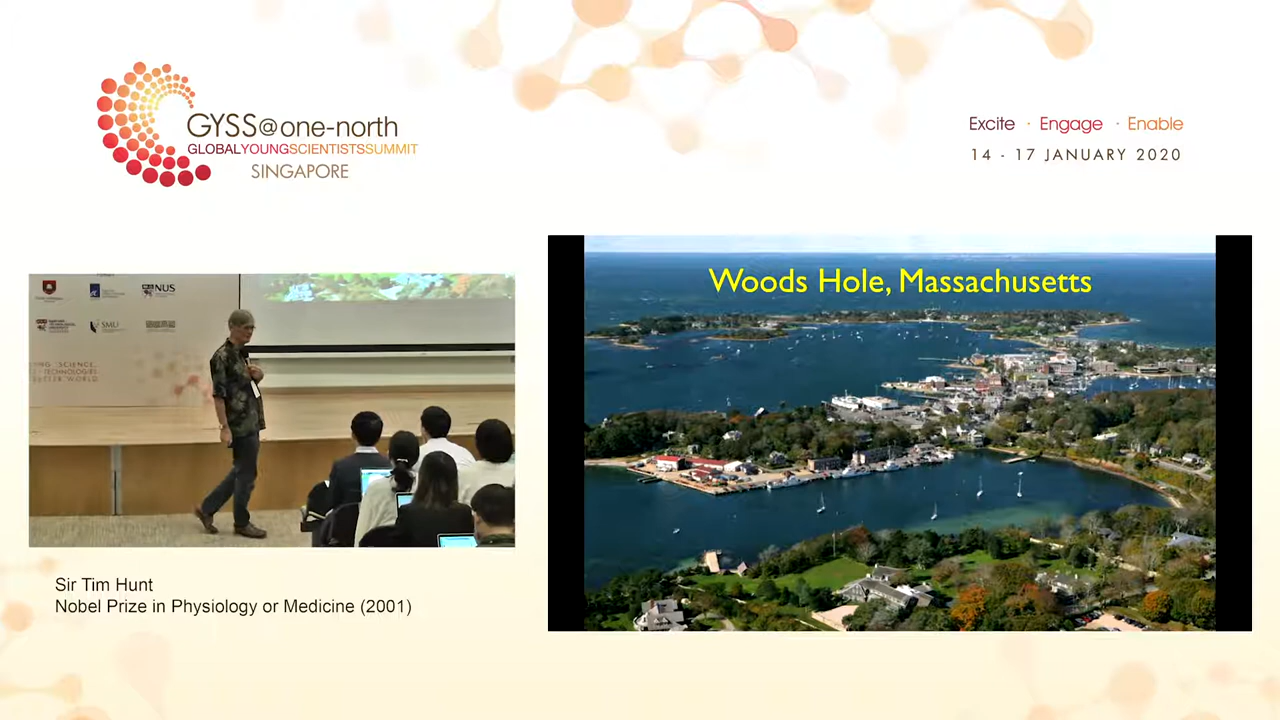 GYSS@one-north
GLOBALYOUNGSCIENTISTSSUMMIT
SINGAPORE
Excite · Engage · Enable
14 - 17 JANUARY 2020
Woods Hole, Massachusetts
NUS
SMU
Sir Tim Hunt
Nobel Prize in Physiology or Medicine (2001)